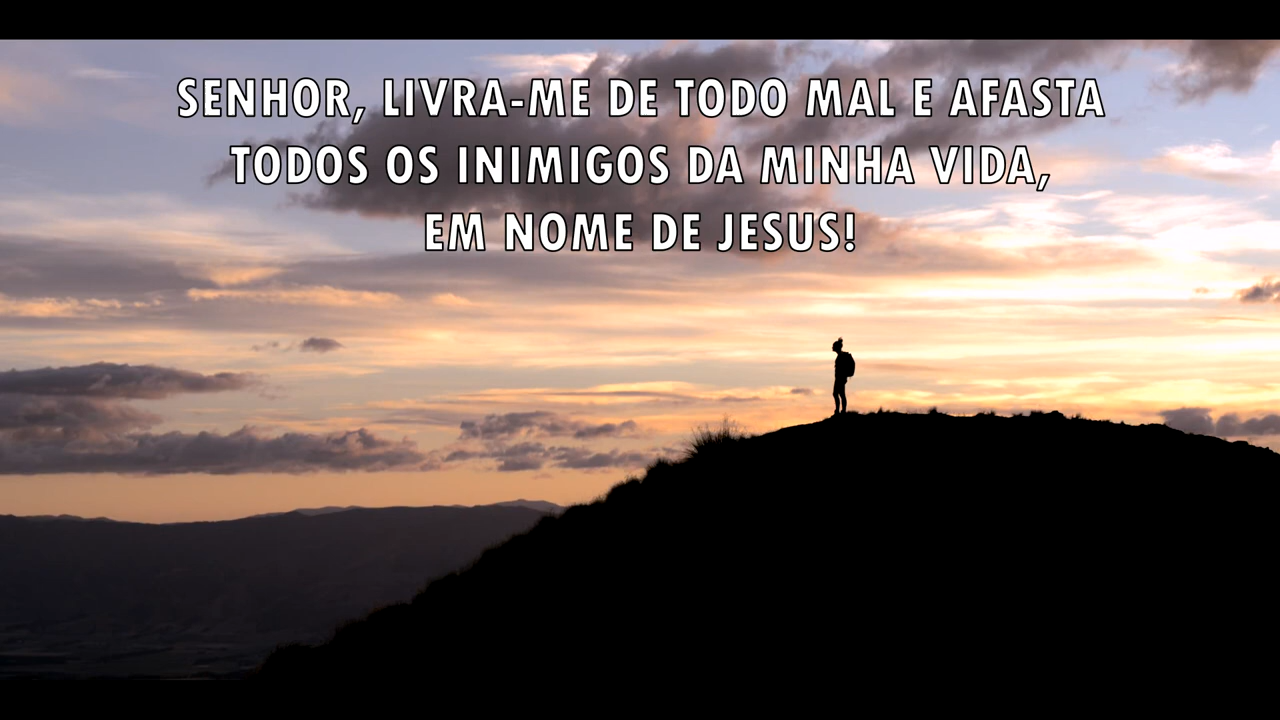 SENHOR, LIVRA-ME DE TODO MAL E AFASTA
TODOS OS INIMIGOS DA MINHA VIDA,
EM NOME DE JESUS!